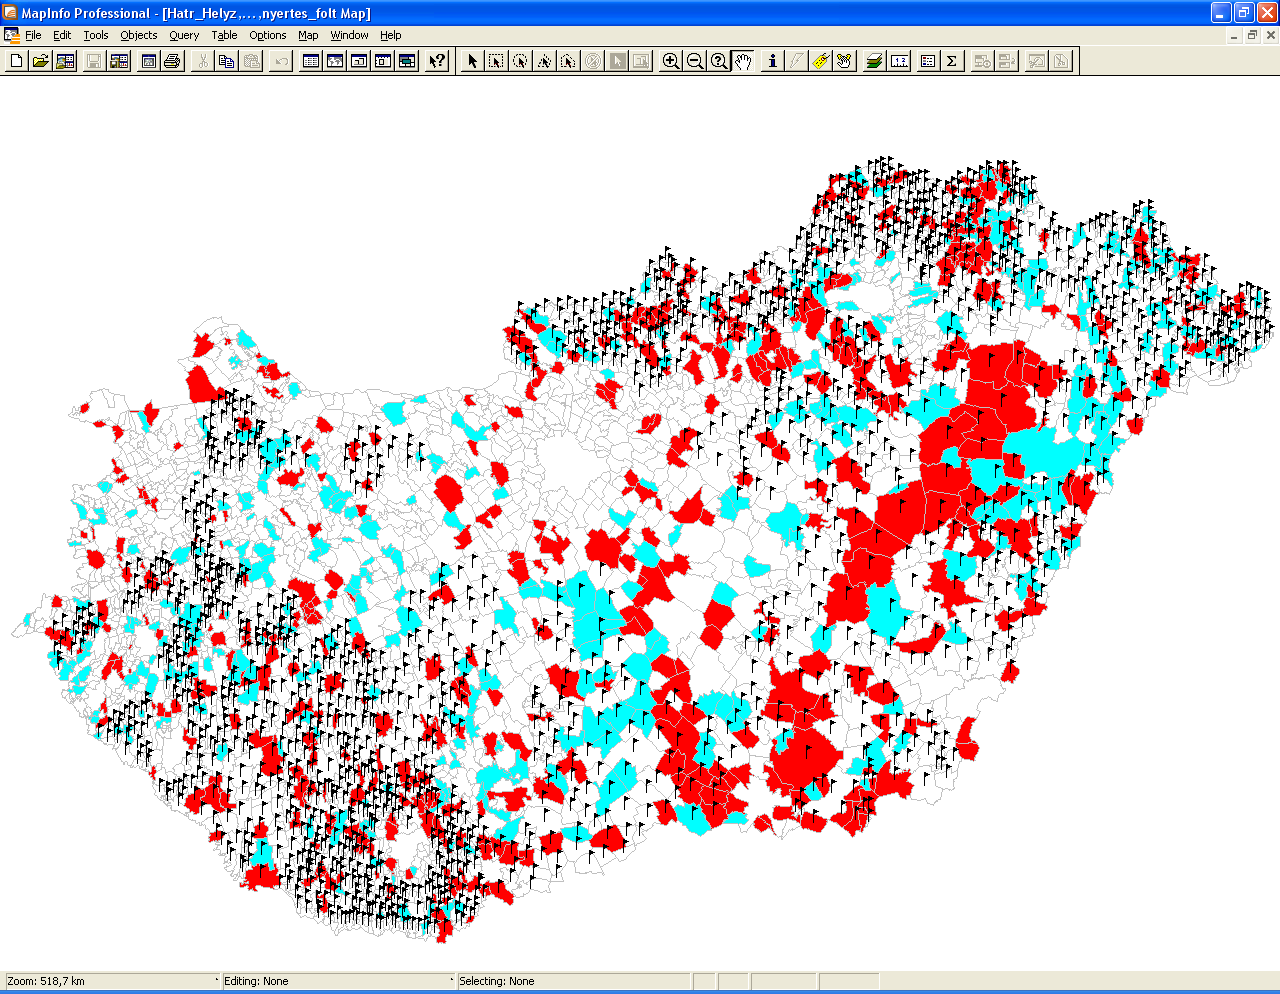 MapInfo Professional - [Hatr_Helyz,...,nyertes_folt Map]
File Edit Tools Objects Query Table Options Map Window Help
Zoom: 518,7 km Editing: None Selecting: None